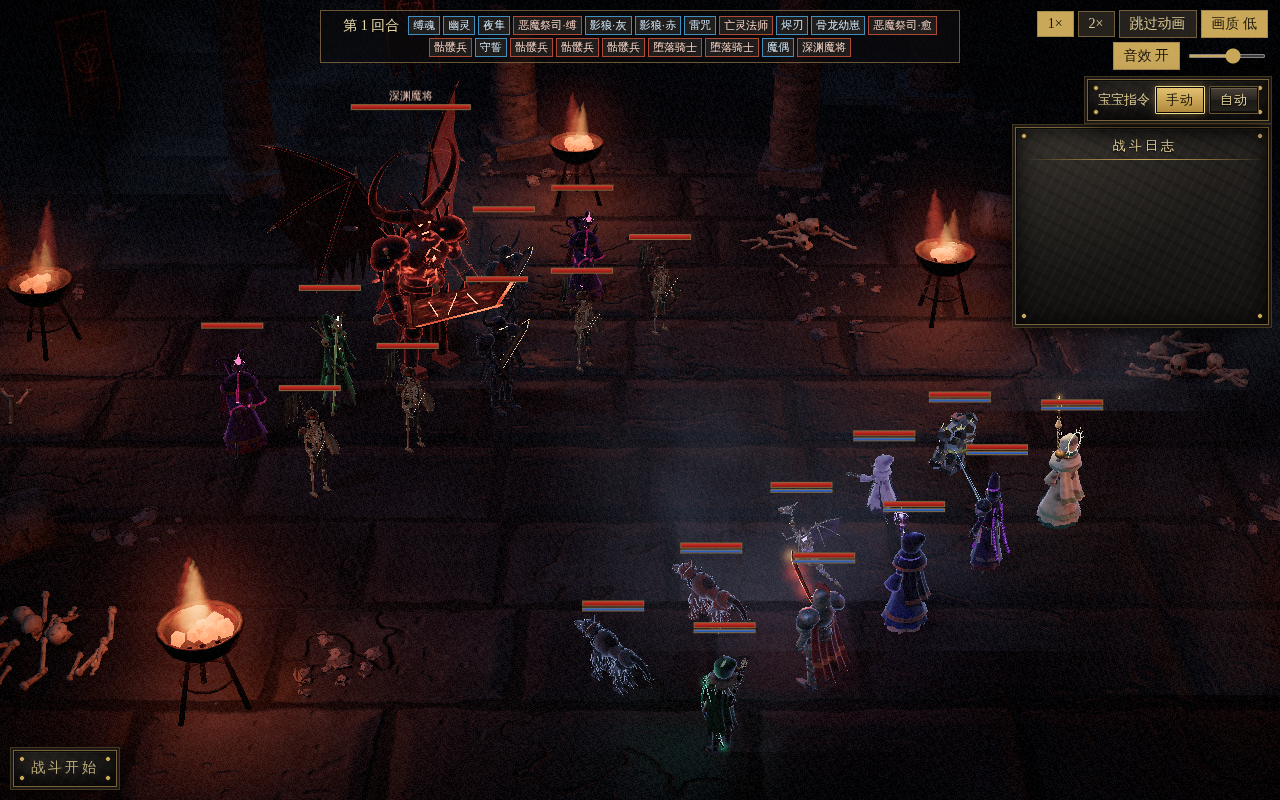 第 1 回合 缚魂 幽灵 夜隼 恶魔祭司·缚 影狼·灰 影狼·赤 雷咒 亡灵法师 烬刃 骨龙幼崽 恶魔祭司·愈
骷髅兵 守誓 骷髅兵 骷髅兵 骷髅兵 堕落骑士 堕落骑士 魔偶 深渊魔将
1× 2× 跳过动画 画质 低
音效 开
宝宝指令 手动 自动
战斗日志
深渊魔将
战斗开始